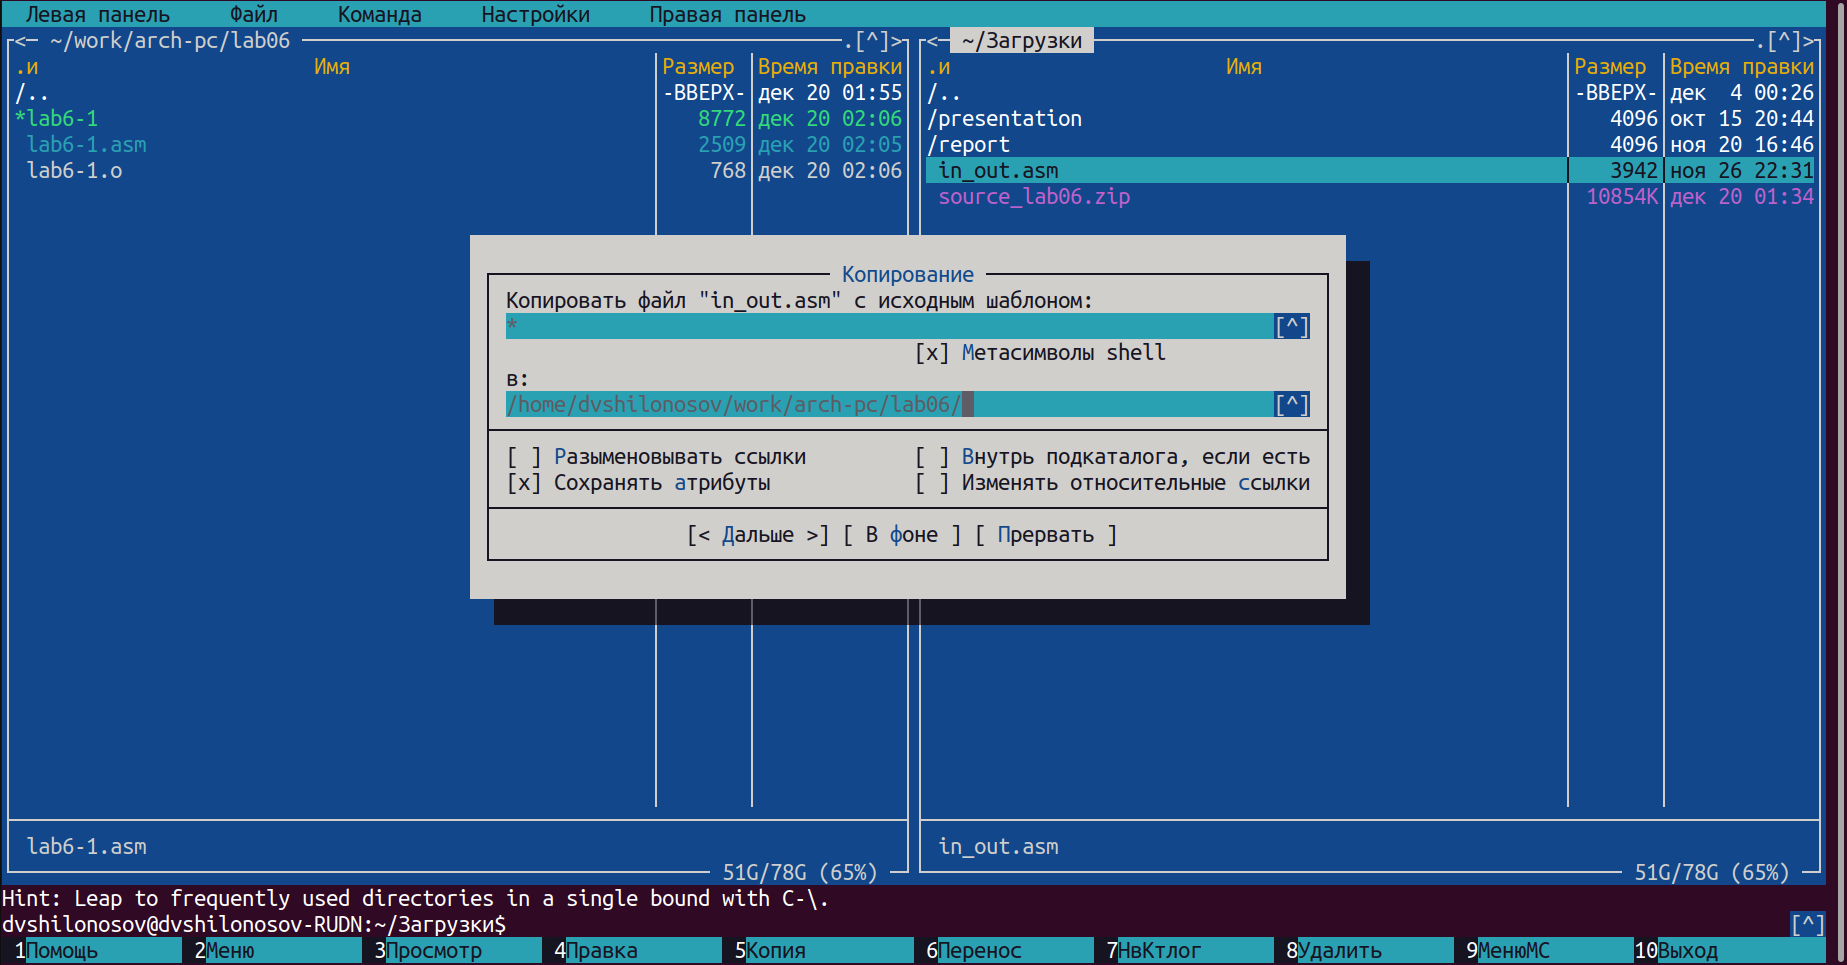 Левая панель Файл Команда Настройки Правая панель
<─ ~/work/arch-pc/lab06 .[^]> <─ ~/Загрузки .[^]>
.и Имя Размер Время правки .и Имя Размер Время правки
/.. -ВВЕРХ- дек 20 01:55 /.. -ВВЕРХ- дек 4 00:26
*lab6-1 8772 дек 20 02:06 /presentation 4096 окт 15 20:44
lab6-1.asm 2509 дек 20 02:05 /report 4096 ноя 20 16:46
lab6-1.o 768 дек 20 02:06 in_out.asm 3942 ноя 26 22:31
source_lab06.zip 10854K дек 20 01:34
Копирование
Копировать файл "in_out.asm" с исходным шаблоном:
* [^]
[x] Метасимволы shell
в:
/home/dvshilonosov/work/arch-pc/lab06/ [^]
[ ] Разыменовывать ссылки [ ] Внутрь подкаталога, если есть
[x] Сохранять атрибуты [ ] Изменять относительные ссылки
[< Дальше >] [ В фоне ] [ Прервать ]
lab6-1.asm in_out.asm
51G/78G (65%) 51G/78G (65%)
Hint: Leap to frequently used directories in a single bound with C-\.
dvshilonosov@dvshilonosov-RUDN:~/Загрузки$ [^]
1Помощь 2Меню 3Просмотр 4Правка 5Копия 6Перенос 7НвКтлог 8Удалить 9МенюMC 10Выход